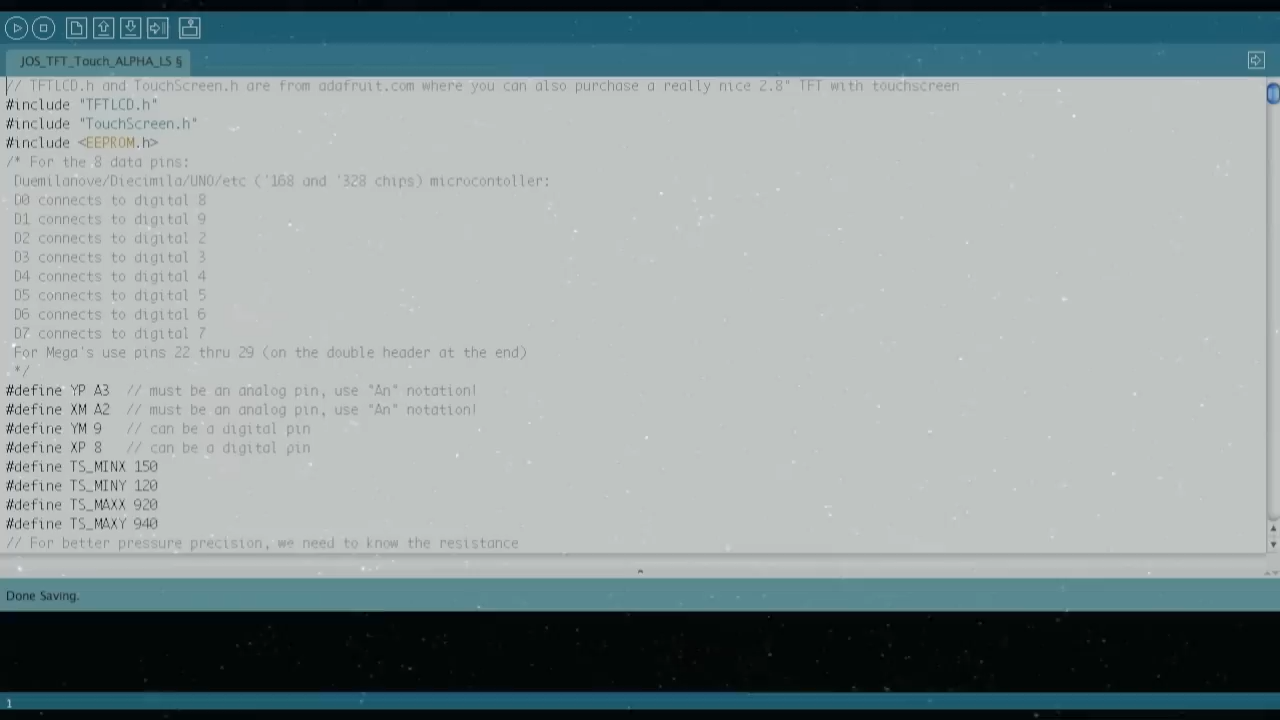 JOS_TFT_Touch_ALPHA_LS §
// TFTLCD.h and TouchScreen.h are from adafruit.com where you can also purchase a really nice 2.8" TFT with touchscreen
#include "TFTLCD.h"
#include "TouchScreen.h"
#include <EEPROM.h>
/* For the 8 data pins:
Duemilanove/Diecimila/UNO/etc ('168 and '328 chips) microcontoller:
D0 connects to digital 8
D1 connects to digital 9
D2 connects to digital 2
D3 connects to digital 3
D4 connects to digital 4
D5 connects to digital 5
D6 connects to digital 6
D7 connects to digital 7
For Mega's use pins 22 thru 29 (on the double header at the end)
*/
#define YP A3 // must be an analog pin, use "An" notation!
#define XM A2 // must be an analog pin, use "An" notation!
#define YM 9 // can be a digital pin
#define XP 8 // can be a digital pin
#define TS_MINX 150
#define TS_MINY 120
#define TS_MAXX 920
#define TS_MAXY 940
// For better pressure precision, we need to know the resistance
Done Saving.
1